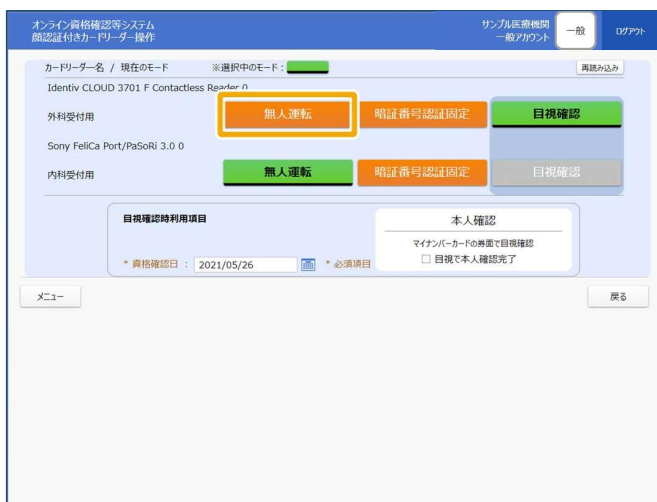 オンライン資格確認等システム
顔認証付きカードリーダー操作
サンプル医療機関
一般アカウント
一般
ログアウト
カードリーダー名 / 現在のモード ※選択中のモード：
再読み込み
Identiv CLOUD 3701 F Contactless Reader 0
外科受付用 無人運転 暗証番号認証固定 目視確認
Sony FeliCa Port/PaSoRi 3.0 0
内科受付用 無人運転 暗証番号認証固定 目視確認
目視確認時利用項目
* 資格確認日 ： 2021/05/26 * 必須項目
本人確認
マイナンバーカードの券面で目視確認
目視で本人確認完了
メニュー
戻る